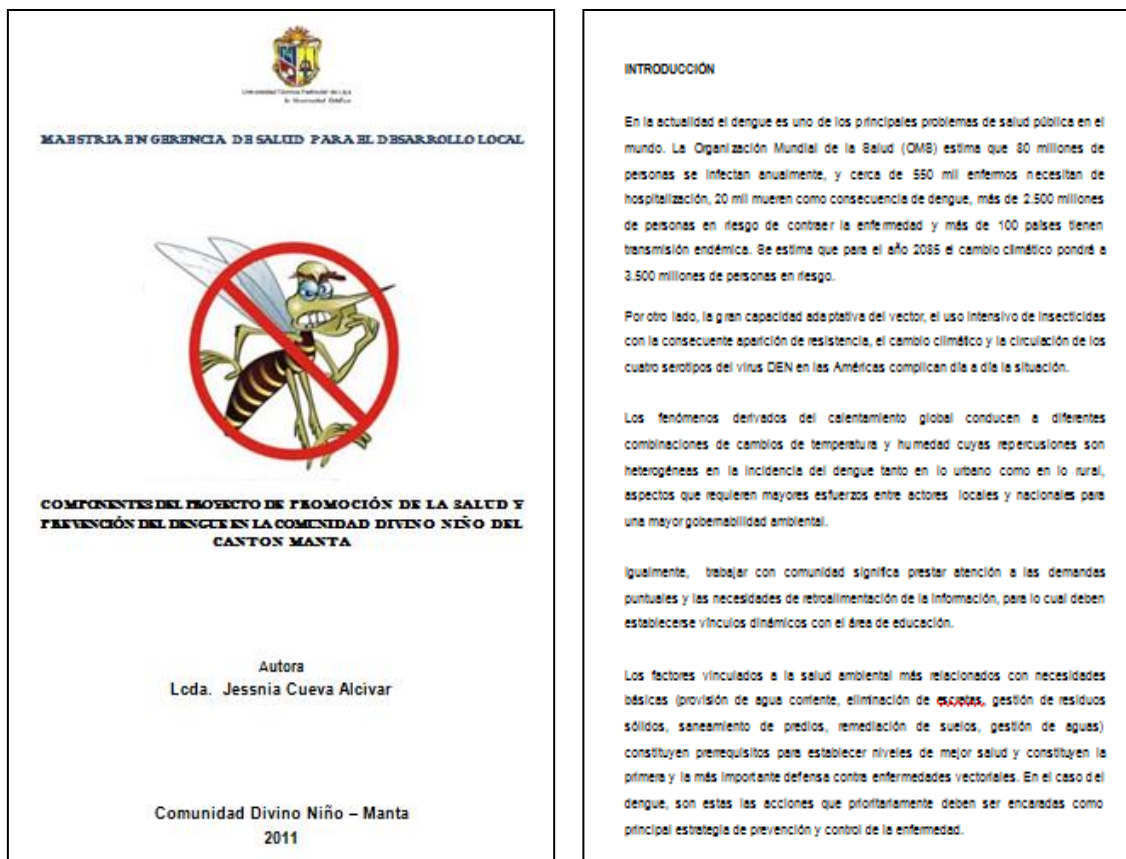 Universidad Técnica Particular de Loja
la Universidad Católica
MAESTRIA EN GERENCIA DE SALUD PARA EL DESARROLLO LOCAL
COMPONENTES DEL PROYECTO DE PROMOCIÓN DE LA SALUD Y
PREVENCIÓN DEL DENGUE EN LA COMUNIDAD DIVINO NIÑO DEL
CANTON MANTA
Autora
Lcda. Jessnia Cueva Alcivar
Comunidad Divino Niño – Manta
2011
INTRODUCCIÓN
En la actualidad el dengue es uno de los principales problemas de salud pública en el
mundo. La Organización Mundial de la Salud (OMS) estima que 80 millones de
personas se infectan anualmente, y cerca de 550 mil enfermos necesitan de
hospitalización, 20 mil mueren como consecuencia de dengue, más de 2.500 millones
de personas en riesgo de contraer la enfermedad y más de 100 países tienen
transmisión endémica. Se estima que para el año 2085 el cambio climático pondrá a
3.500 millones de personas en riesgo.
Por otro lado, la gran capacidad adaptativa del vector, el uso intensivo de insecticidas
con la consecuente aparición de resistencia, el cambio climático y la circulación de los
cuatro serotipos del virus DEN en las Américas complican día a día la situación.
Los fenómenos derivados del calentamiento global conducen a diferentes
combinaciones de cambios de temperatura y humedad cuyas repercusiones son
heterogéneas en la incidencia del dengue tanto en lo urbano como en lo rural,
aspectos que requieren mayores esfuerzos entre actores locales y nacionales para
una mayor gobernabilidad ambiental.
Igualmente, trabajar con comunidad significa prestar atención a las demandas
puntuales y las necesidades de retroalimentación de la información, para lo cual deben
establecerse vínculos dinámicos con el área de educación.
Los factores vinculados a la salud ambiental más relacionados con necesidades
básicas (provisión de agua corriente, eliminación de escretas, gestión de residuos
sólidos, saneamiento de predios, remediación de suelos, gestión de aguas)
constituyen prerrequisitos para establecer niveles de mejor salud y constituyen la
primera y la más importante defensa contra enfermedades vectoriales. En el caso del
dengue, son estas las acciones que prioritariamente deben ser encaradas como
principal estrategia de prevención y control de la enfermedad.